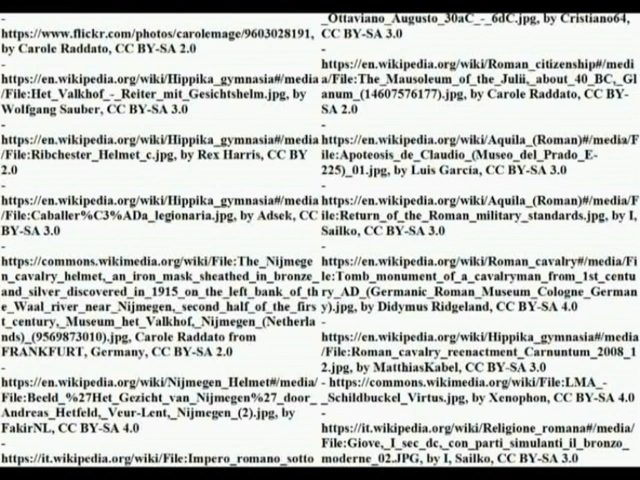 -
https://www.flickr.com/photos/carolemage/9603028191,
by Carole Raddato, CC BY-SA 2.0
-
https://en.wikipedia.org/wiki/Hippika_gymnasia#/media
/File:Het_Valkhof_-_Reiter_mit_Gesichtshelm.jpg, by
Wolfgang Sauber, CC BY-SA 3.0
-
https://en.wikipedia.org/wiki/Hippika_gymnasia#/media
/File:Ribchester_Helmet_c.jpg, by Rex Harris, CC BY
2.0
-
https://en.wikipedia.org/wiki/Hippika_gymnasia#/media
/File:Caballer%C3%ADa_legionaria.jpg, by Adsek, CC
BY-SA 3.0
-
https://commons.wikimedia.org/wiki/File:The_Nijmege
n_cavalry_helmet,_an_iron_mask_sheathed_in_bronze_
and_silver_discovered_in_1915_on_the_left_bank_of_th
e_Waal_river_near_Nijmegen,_second_half_of_the_firs
t_century,_Museum_het_Valkhof,_Nijmegen_(Netherla
nds)_(9569873010).jpg, Carole Raddato from
FRANKFURT, Germany, CC BY-SA 2.0
-
https://en.wikipedia.org/wiki/Nijmegen_Helmet#/media/
File:Beeld_%27Het_Gezicht_van_Nijmegen%27_door_
Andreas_Hetfeld,_Veur-Lent,_Nijmegen_(2).jpg, by
FakirNL, CC BY-SA 4.0
-
https://it.wikipedia.org/wiki/File:Impero_romano_sotto
_Ottaviano_Augusto_30aC_-_6dC.jpg, by Cristiano64,
CC BY-SA 3.0
-
https://en.wikipedia.org/wiki/Roman_citizenship#/medi
a/File:The_Mausoleum_of_the_Julii,_about_40_BC,_Gl
anum_(14607576177).jpg, by Carole Raddato, CC BY-
SA 2.0
-
https://en.wikipedia.org/wiki/Aquila_(Roman)#/media/F
ile:Apoteosis_de_Claudio_(Museo_del_Prado_E-
225)_01.jpg, by Luis García, CC BY-SA 3.0
-
https://en.wikipedia.org/wiki/Aquila_(Roman)#/media/F
ile:Return_of_the_Roman_military_standards.jpg, by I,
Sailko, CC BY-SA 3.0
-
https://en.wikipedia.org/wiki/Roman_cavalry#/media/Fi
le:Tomb_monument_of_a_cavalryman_from_1st_centu
ry_AD_(Germanic_Roman_Museum_Cologne_German
y).jpg, by Didymus Ridgeland, CC BY-SA 4.0
-
https://en.wikipedia.org/wiki/Hippika_gymnasia#/media
/File:Roman_cavalry_reenactment_Carnuntum_2008_1
2.jpg, by MatthiasKabel, CC BY-SA 3.0
- https://commons.wikimedia.org/wiki/File:LMA_-
_Schildbuckel_Virtus.jpg, by Xenophon, CC BY-SA 4.0
-
https://it.wikipedia.org/wiki/Religione_romana#/media/
File:Giove,_I_sec_dc,_con_parti_simulanti_il_bronzo_
moderne_02.JPG, by I, Sailko, CC BY-SA 3.0